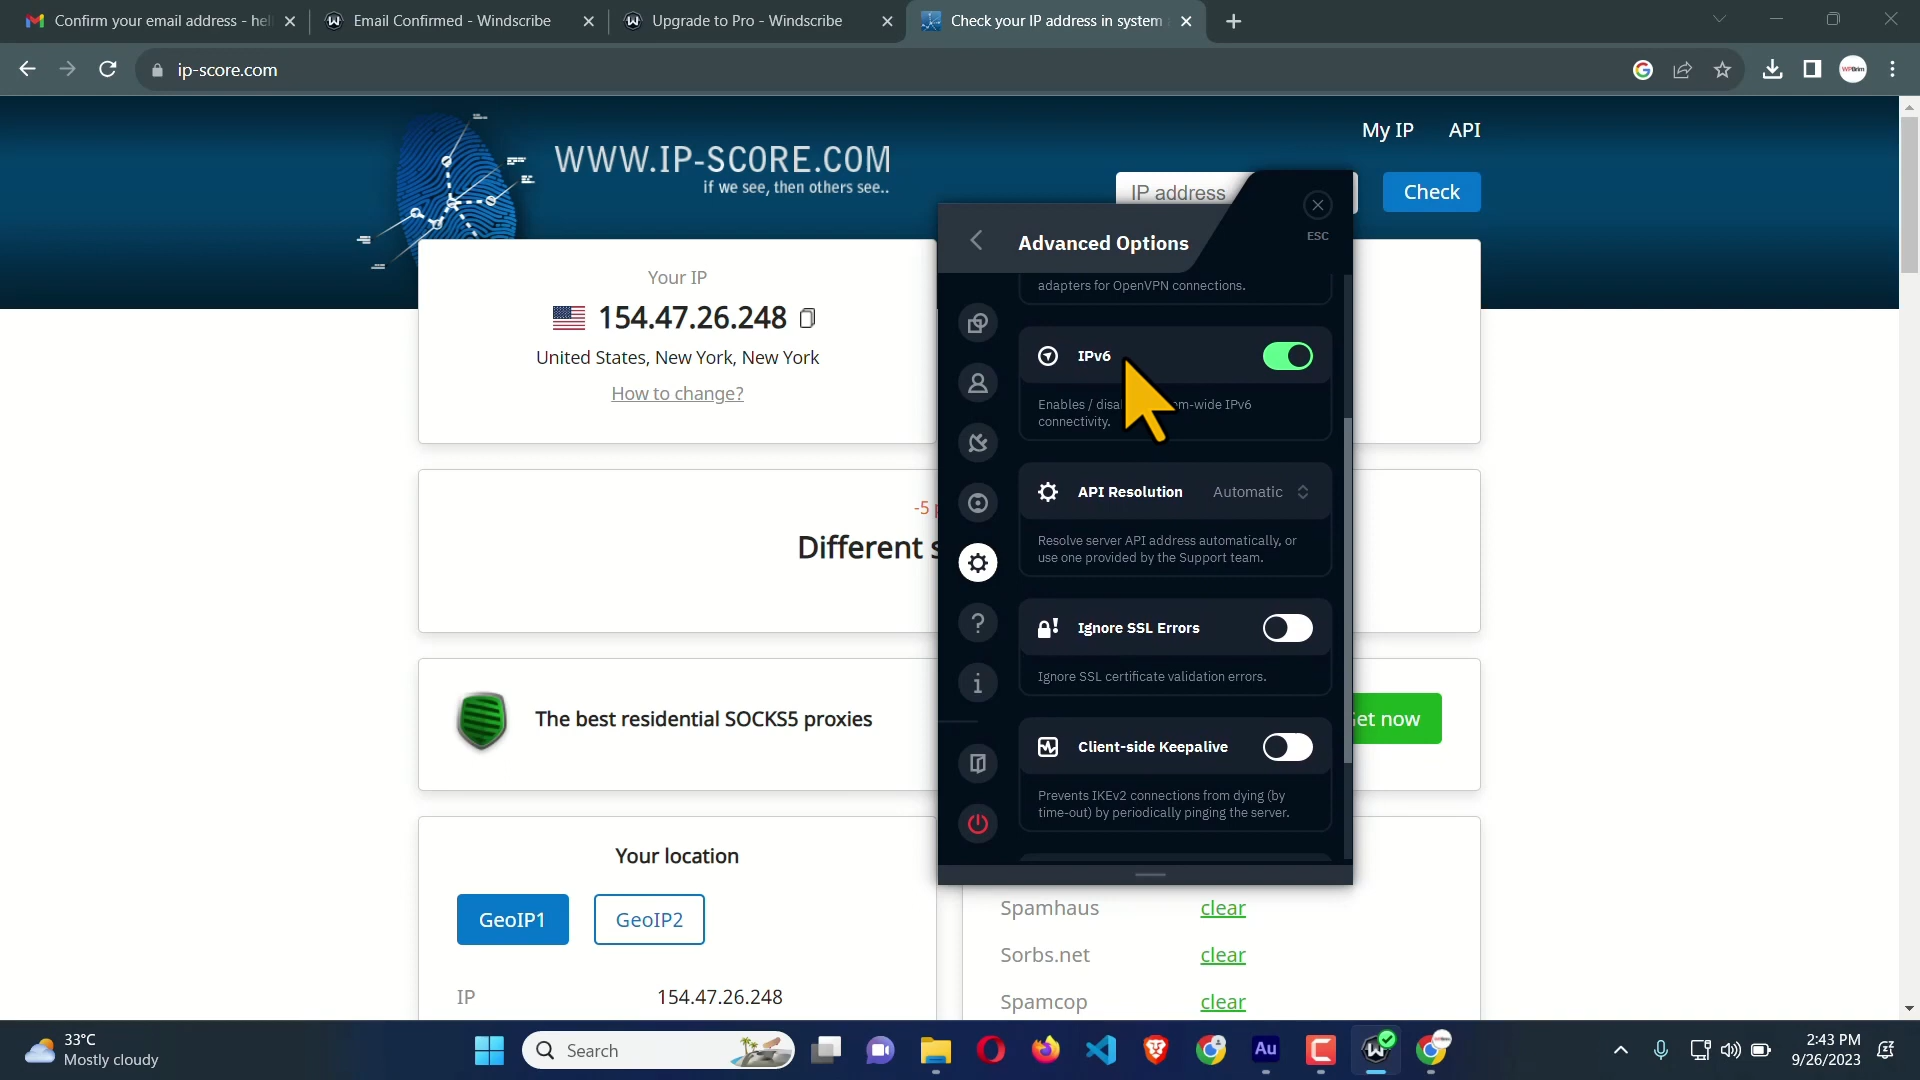 Confirm your email address - hel
Email Confirmed - Windscribe
Upgrade to Pro - Windscribe
Check your IP address in system
ip-score.com
WPBrim
WWW.IP-SCORE.COM
if we see, then others see..
My IP
API
IP address
Check
Your IP
154.47.26.248
United States, New York, New York
How to change?
-5 p
Different s
The best residential SOCKS5 proxies
Get now
Your location
GeoIP1
GeoIP2
IP
154.47.26.248
Advanced Options
ESC
adapters for OpenVPN connections.
IPv6
Enables / disa em-wide IPv6
connectivity.
API Resolution
Automatic
Resolve server API address automatically, or
use one provided by the Support team.
Ignore SSL Errors
Ignore SSL certificate validation errors.
Client-side Keepalive
Prevents IKEv2 connections from dying (by
time-out) by periodically pinging the server.
Spamhaus
clear
Sorbs.net
clear
Spamcop
clear
33°C
Mostly cloudy
Search
Au
2:43 PM
9/26/2023